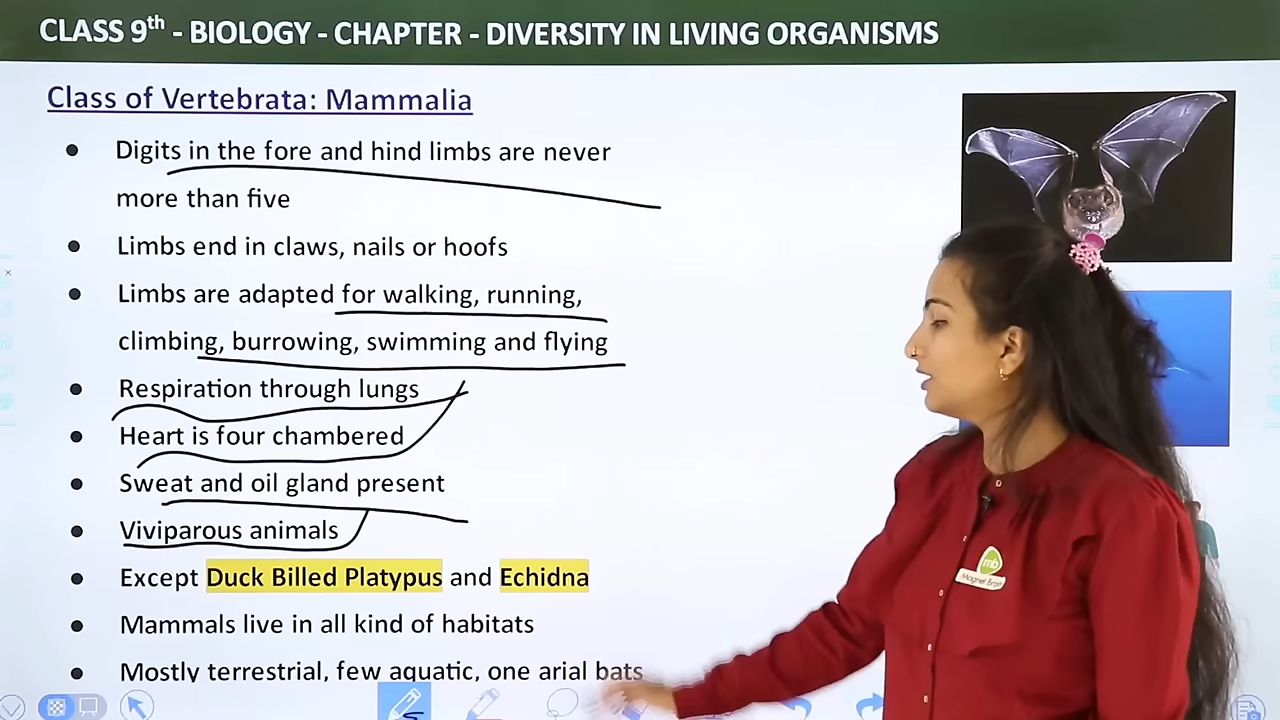 CLASS 9th - BIOLOGY - CHAPTER - DIVERSITY IN LIVING ORGANISMS
Class of Vertebrata: Mammalia
● Digits in the fore and hind limbs are never
more than five
● Limbs end in claws, nails or hoofs
● Limbs are adapted for walking, running,
climbing, burrowing, swimming and flying
● Respiration through lungs
● Heart is four chambered
● Sweat and oil gland present
● Viviparous animals
● Except Duck Billed Platypus and Echidna
● Mammals live in all kind of habitats
● Mostly terrestrial, few aquatic, one arial bats
mb
Magnet Brains